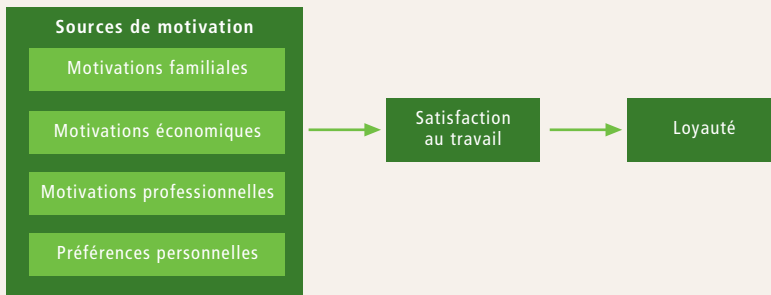 Sources de motivation
Motivations familiales
Motivations économiques
Motivations professionnelles
Préférences personnelles
Satisfaction
au travail
Loyauté